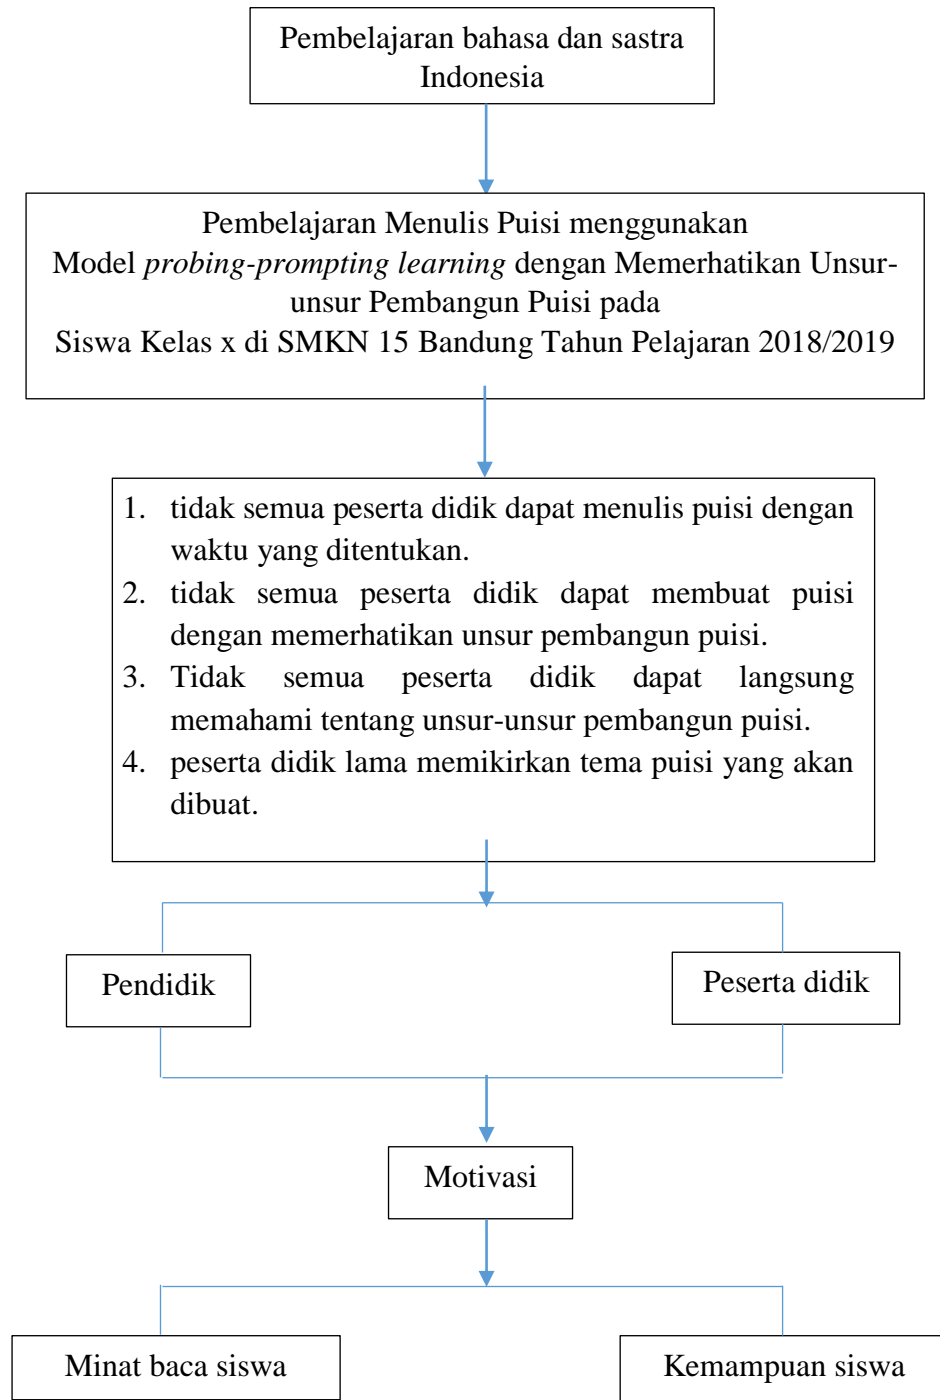 Pembelajaran bahasa dan sastra
Indonesia
Pembelajaran Menulis Puisi menggunakan
Model probing-prompting learning dengan Memerhatikan Unsur-
unsur Pembangun Puisi pada
Siswa Kelas x di SMKN 15 Bandung Tahun Pelajaran 2018/2019
1. tidak semua peserta didik dapat menulis puisi dengan
waktu yang ditentukan.
2. tidak semua peserta didik dapat membuat puisi
dengan memerhatikan unsur pembangun puisi.
3. Tidak semua peserta didik dapat langsung
memahami tentang unsur-unsur pembangun puisi.
4. peserta didik lama memikirkan tema puisi yang akan
dibuat.
Pendidik
Peserta didik
Motivasi
Minat baca siswa
Kemampuan siswa